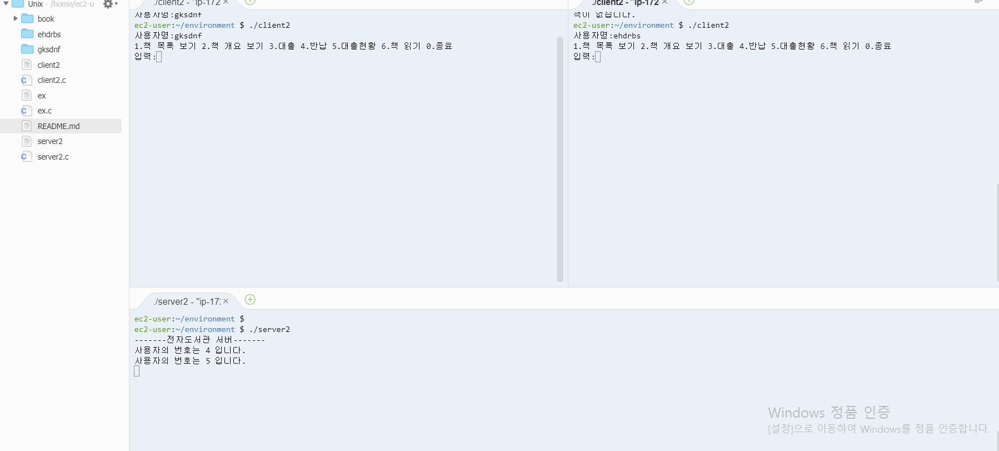 Unix - /home/ec2-u
book
ehdrbs
gksdnf
client2
client2.c
ex
ex.c
README.md
server2
server2.c
./client2 - "ip-172
사용자명:gksdnf
ec2-user:~/environment $ ./client2
사용자명:gksdnf
1.책 목록 보기 2.책 개요 보기 3.대출 4.반납 5.대출현황 6.책 읽기 0.종료
입력:
./client2 - "ip-172
책이 없습니다.
ec2-user:~/environment $ ./client2
사용자명:ehdrbs
1.책 목록 보기 2.책 개요 보기 3.대출 4.반납 5.대출현황 6.책 읽기 0.종료
입력:
./server2 - "ip-172
ec2-user:~/environment $
ec2-user:~/environment $ ./server2
-------전자도서관 서버-------
사용자의 번호는 4 입니다.
사용자의 번호는 5 입니다.
Windows 정품 인증
[설정]으로 이동하여 Windows를 정품 인증합니다.